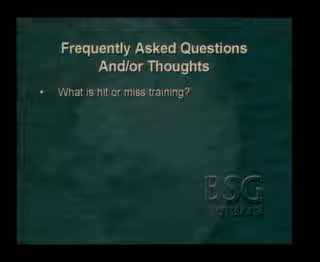 Frequently Asked Questions
And/or Thoughts
• What is hit or miss training?
BSG